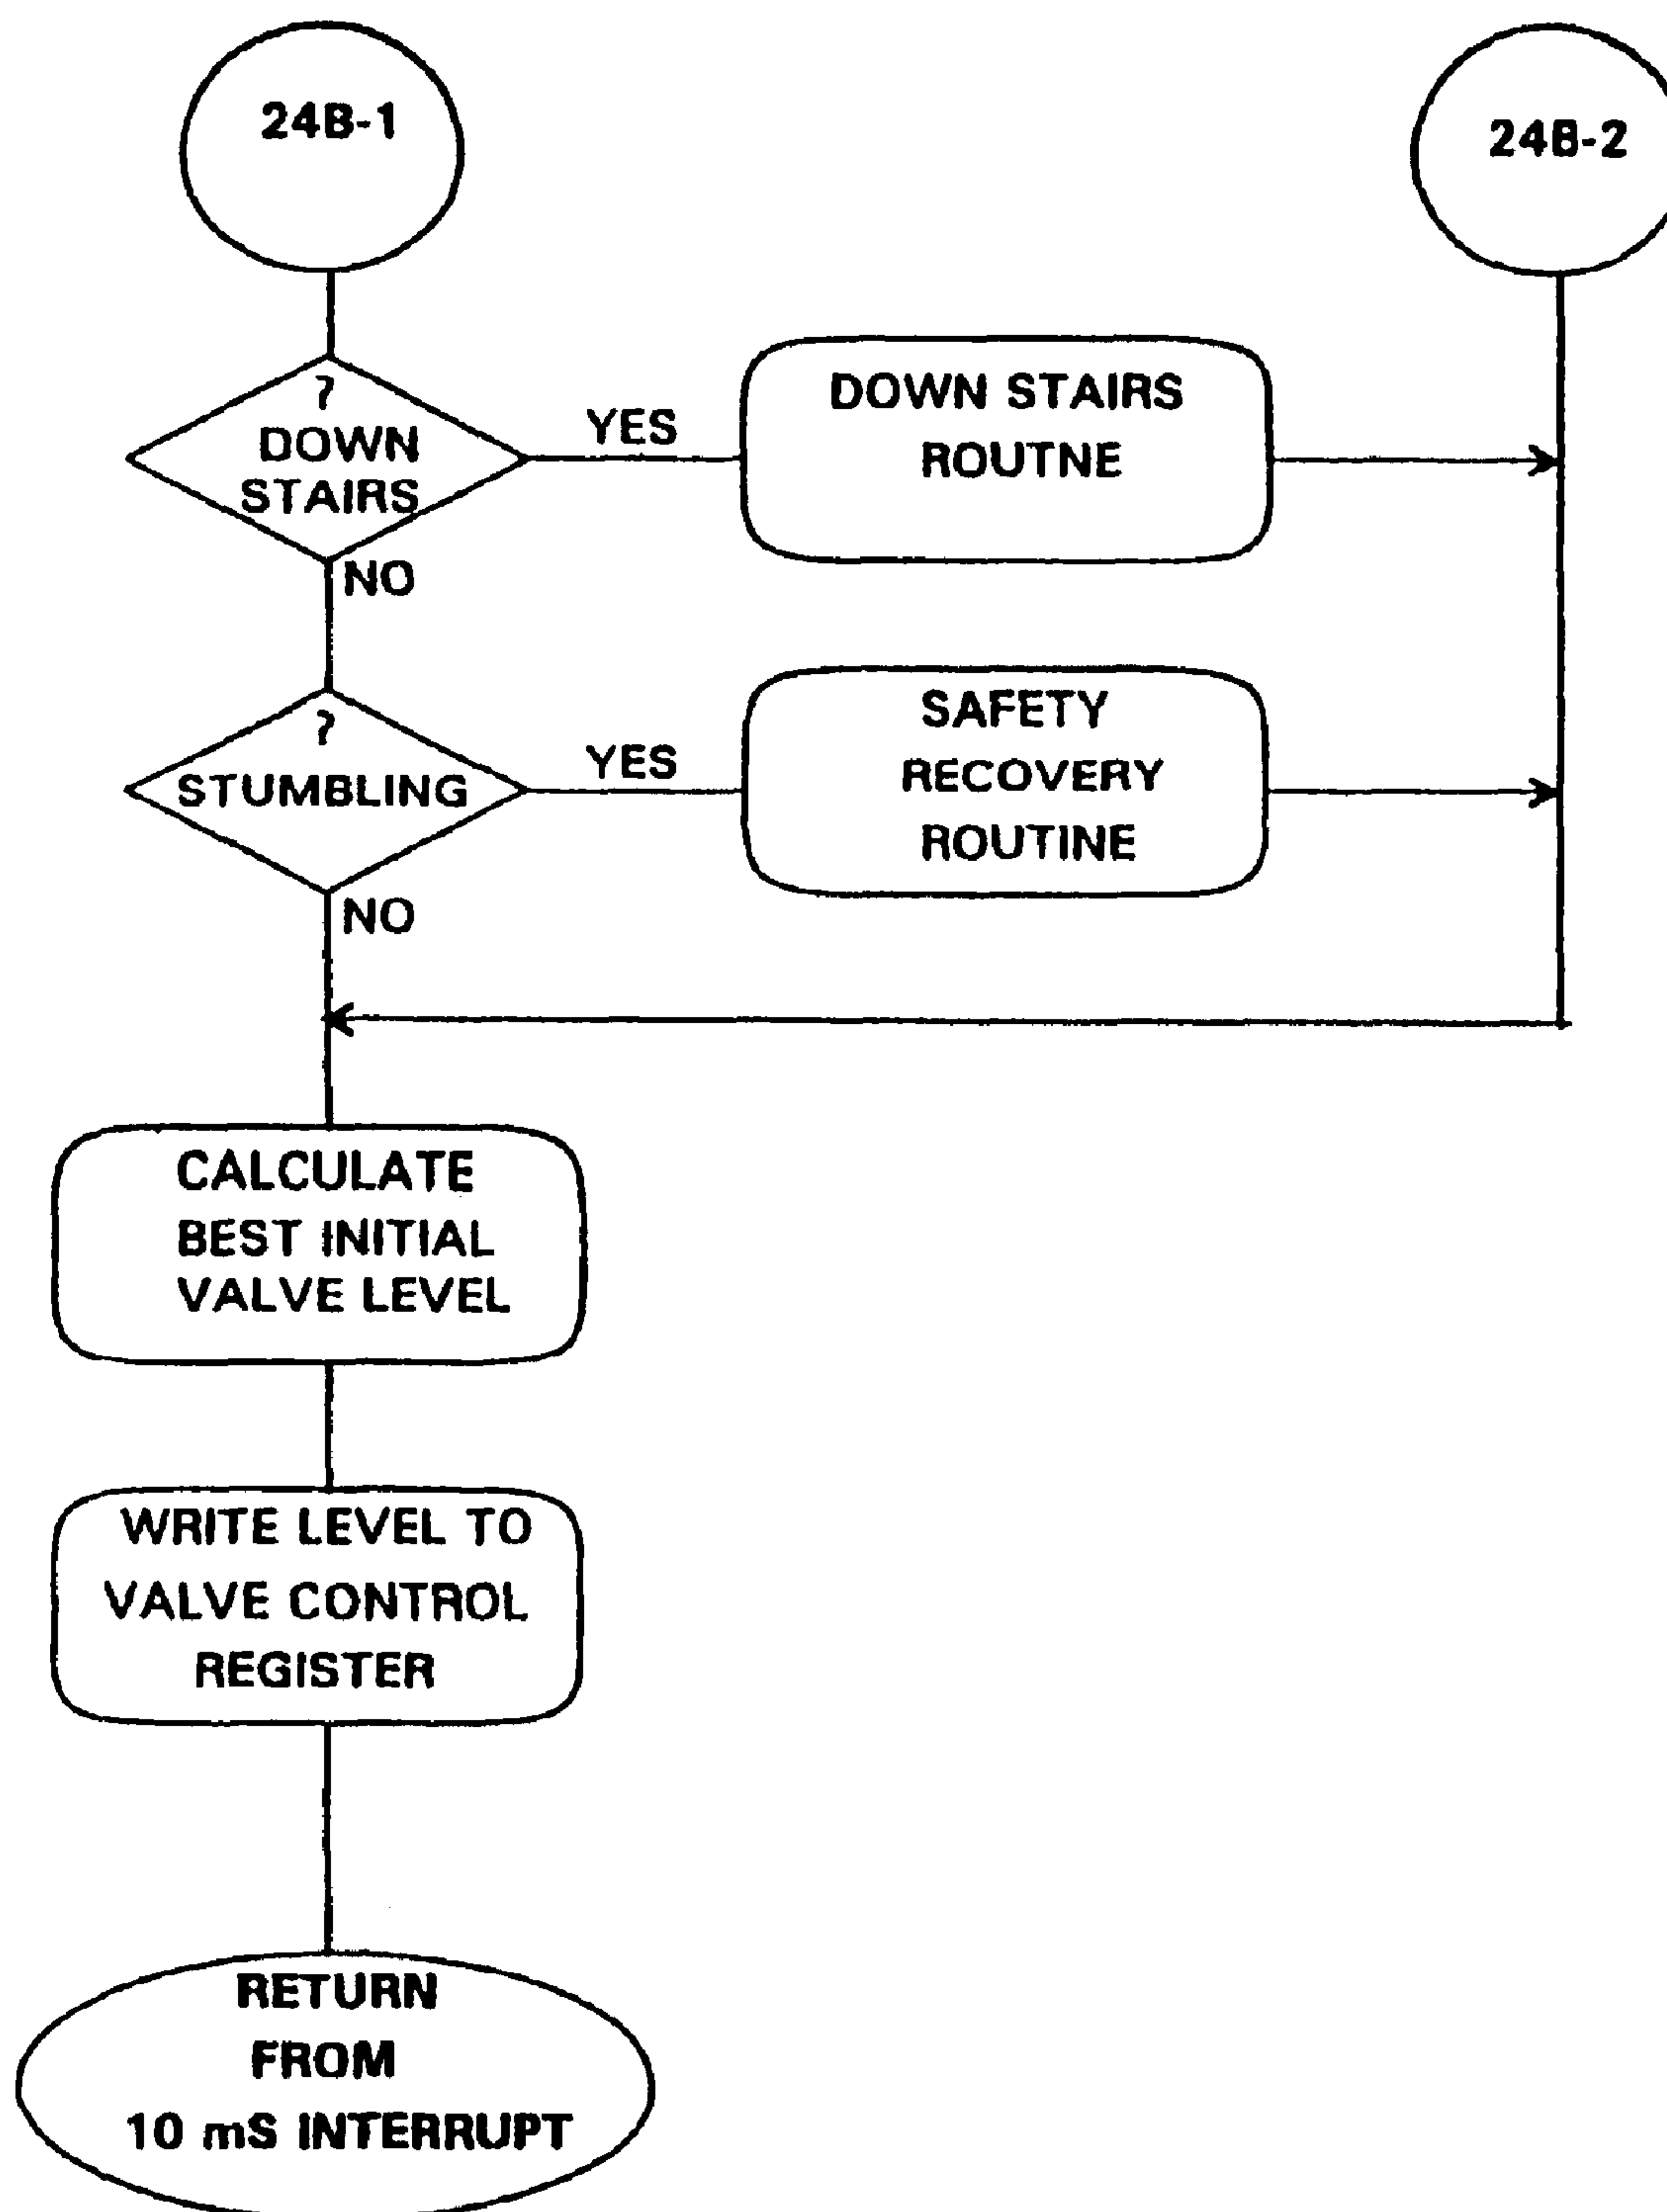 24B-1
24B-2
?
DOWN
STAIRS
YES
DOWN STAIRS
ROUTNE
NO
?
STUMBLING
YES
SAFETY
RECOVERY
ROUTINE
NO
CALCULATE
BEST INITIAL
VALVE LEVEL
WRITE LEVEL TO
VALVE CONTROL
REGISTER
RETURN
FROM
10 mS INTERRUPT